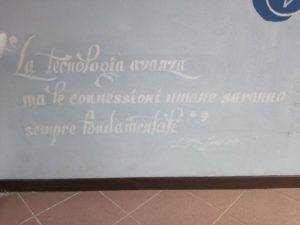 "La tecnologia avanza
ma le connessioni umane saranno
sempre fondamentali"